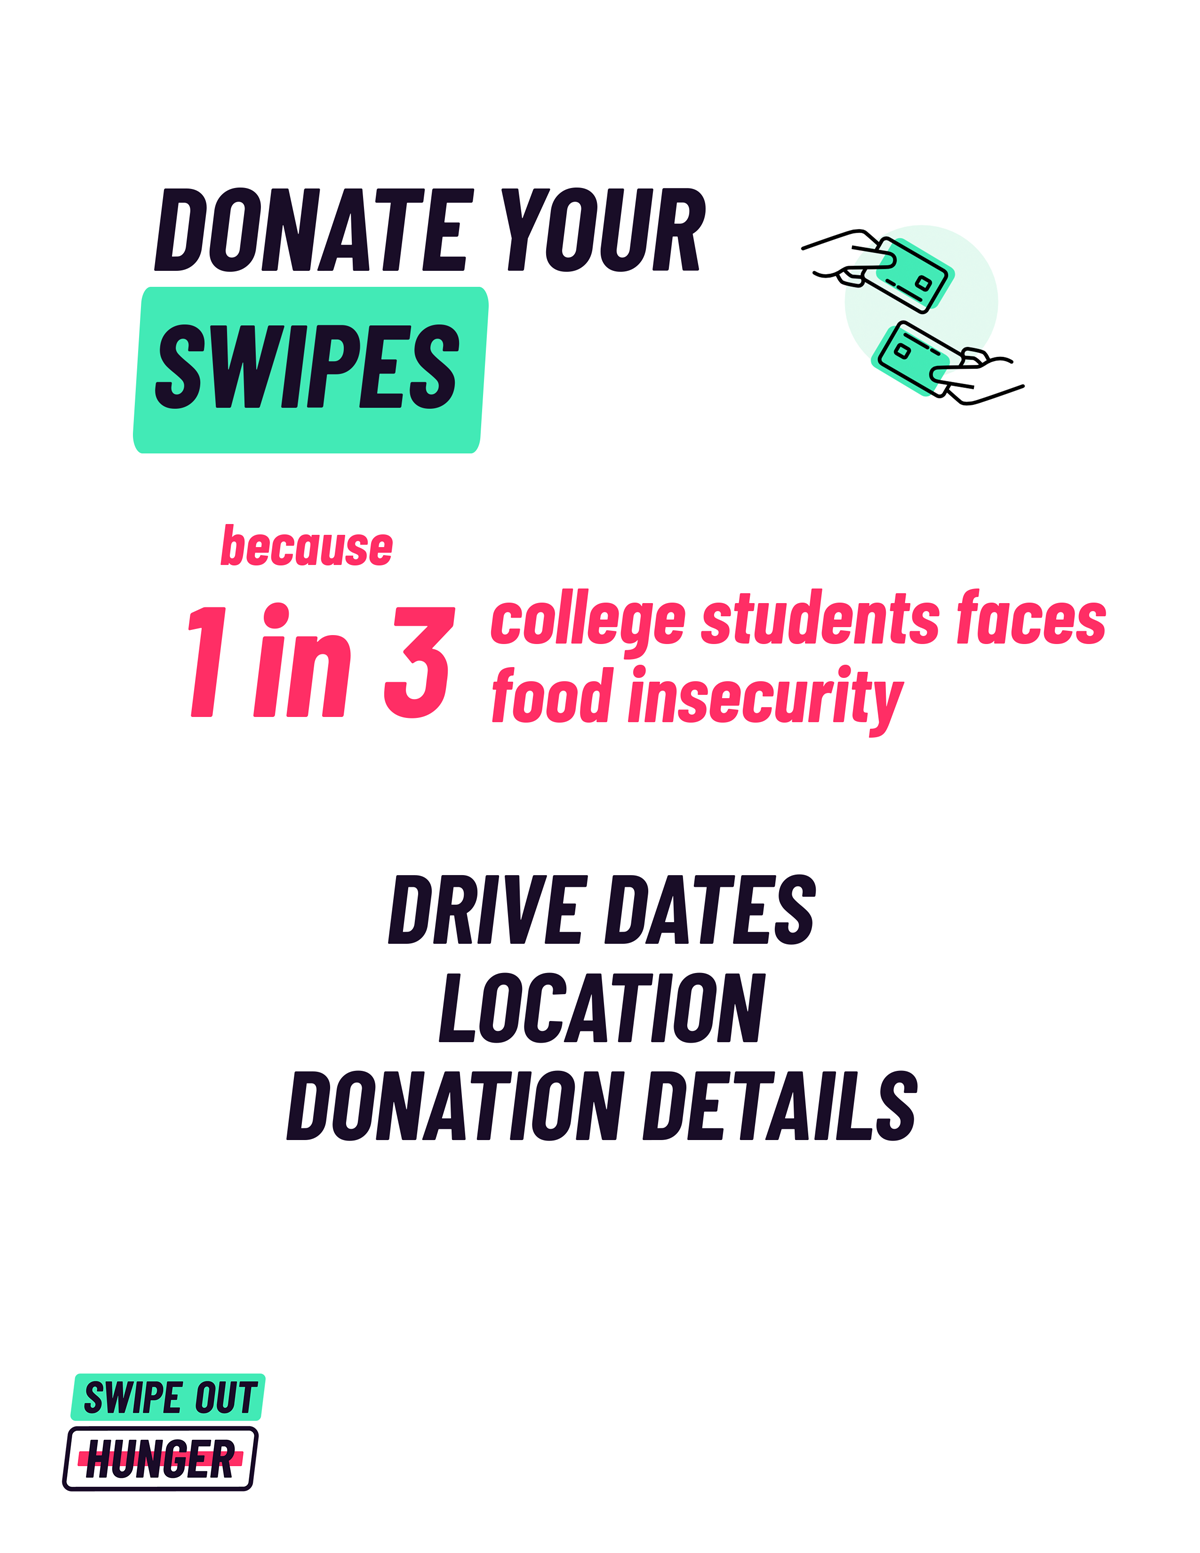 DONATE YOUR
SWIPES
because
1 in 3
college students faces
food insecurity
DRIVE DATES
LOCATION
DONATION DETAILS
SWIPE OUT
HUNGER